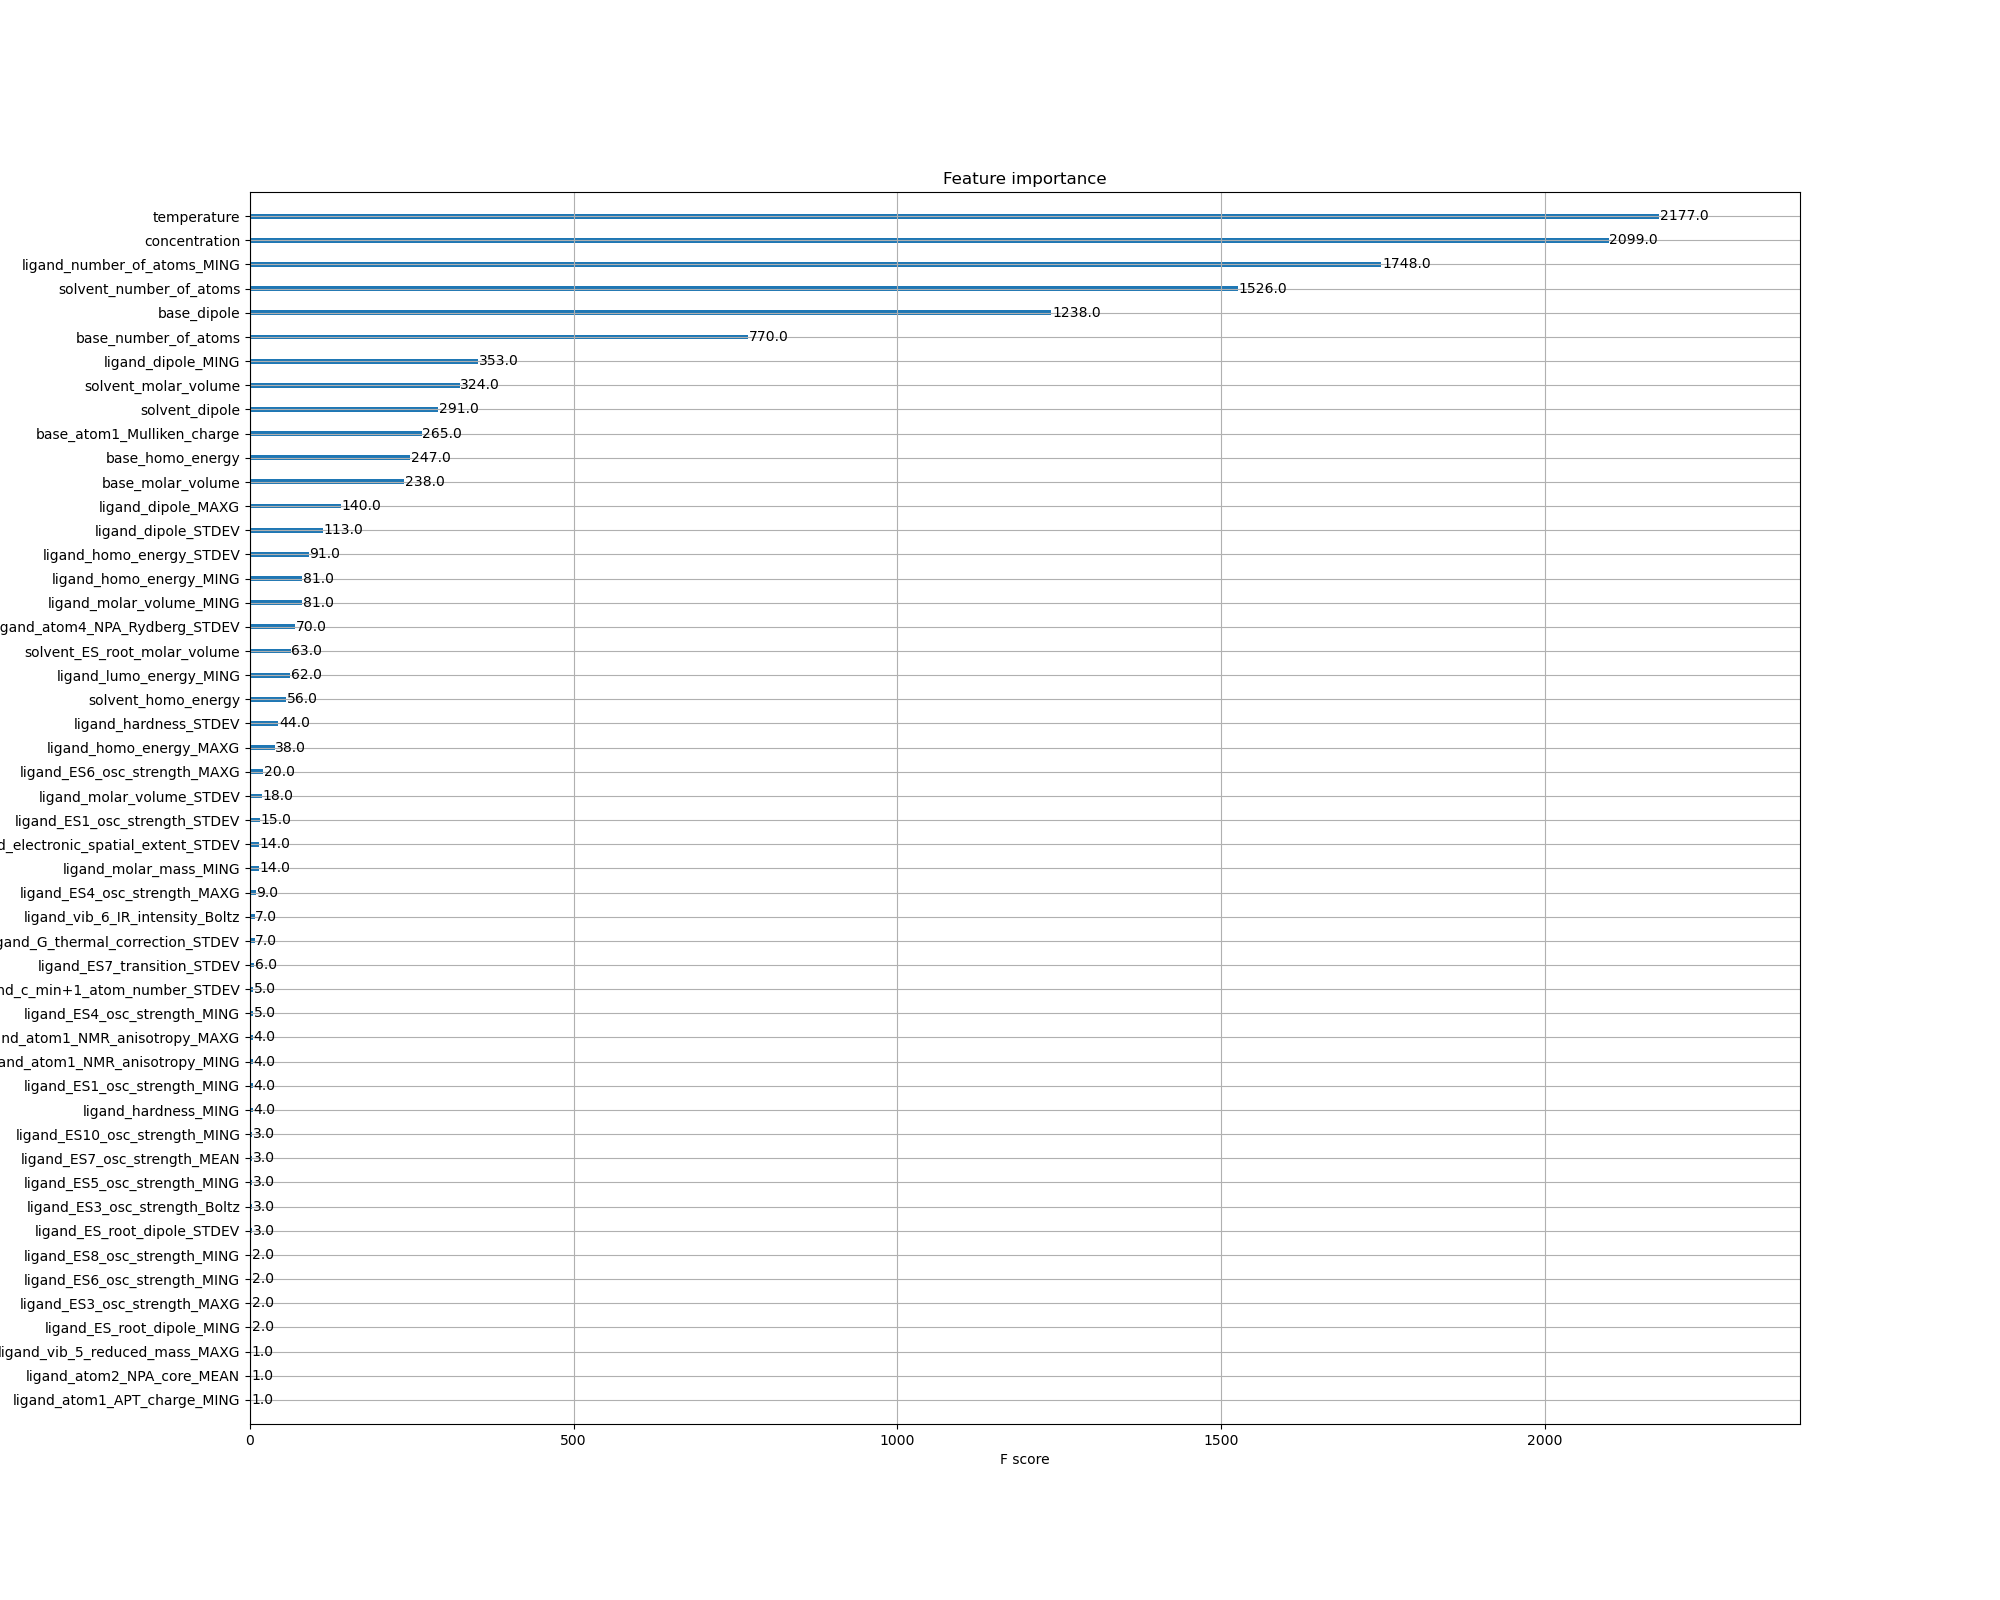 Feature importance
temperature 2177.0
concentration 2099.0
ligand_number_of_atoms_MING 1748.0
solvent_number_of_atoms 1526.0
base_dipole 1238.0
base_number_of_atoms 770.0
ligand_dipole_MING 353.0
solvent_molar_volume 324.0
solvent_dipole 291.0
base_atom1_Mulliken_charge 265.0
base_homo_energy 247.0
base_molar_volume 238.0
ligand_dipole_MAXG 140.0
ligand_dipole_STDEV 113.0
ligand_homo_energy_STDEV 91.0
ligand_homo_energy_MING 81.0
ligand_molar_volume_MING 81.0
gand_atom4_NPA_Rydberg_STDEV 70.0
solvent_ES_root_molar_volume 63.0
ligand_lumo_energy_MING 62.0
solvent_homo_energy 56.0
ligand_hardness_STDEV 44.0
ligand_homo_energy_MAXG 38.0
ligand_ES6_osc_strength_MAXG 20.0
ligand_molar_volume_STDEV 18.0
ligand_ES1_osc_strength_STDEV 15.0
d_electronic_spatial_extent_STDEV 14.0
ligand_molar_mass_MING 14.0
ligand_ES4_osc_strength_MAXG 9.0
ligand_vib_6_IR_intensity_Boltz 7.0
gand_G_thermal_correction_STDEV 7.0
ligand_ES7_transition_STDEV 6.0
nd_c_min+1_atom_number_STDEV 5.0
ligand_ES4_osc_strength_MING 5.0
nd_atom1_NMR_anisotropy_MAXG 4.0
and_atom1_NMR_anisotropy_MING 4.0
ligand_ES1_osc_strength_MING 4.0
ligand_hardness_MING 4.0
ligand_ES10_osc_strength_MING 3.0
ligand_ES7_osc_strength_MEAN 3.0
ligand_ES5_osc_strength_MING 3.0
ligand_ES3_osc_strength_Boltz 3.0
ligand_ES_root_dipole_STDEV 3.0
ligand_ES8_osc_strength_MING 2.0
ligand_ES6_osc_strength_MING 2.0
ligand_ES3_osc_strength_MAXG 2.0
ligand_ES_root_dipole_MING 2.0
ligand_vib_5_reduced_mass_MAXG 1.0
ligand_atom2_NPA_core_MEAN 1.0
ligand_atom1_APT_charge_MING 1.0
0 500 1000 1500 2000
F score